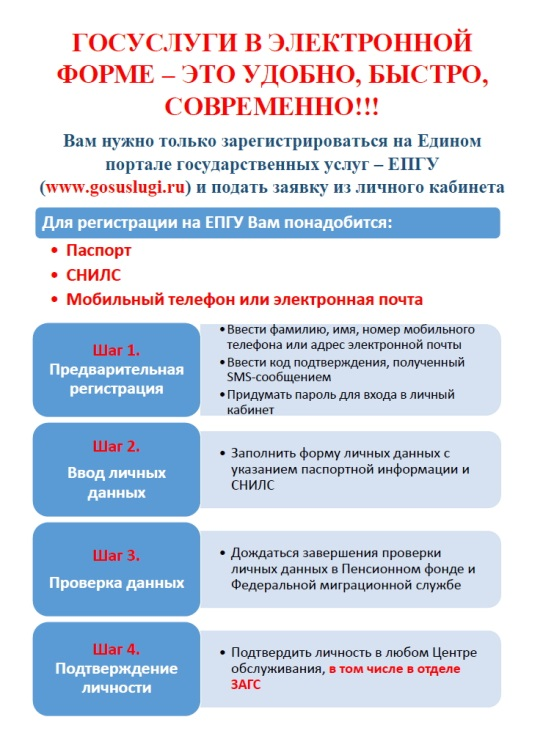 ГОСУСЛУГИ В ЭЛЕКТРОННОЙ
ФОРМЕ – ЭТО УДОБНО, БЫСТРО,
СОВРЕМЕННО!!!
Вам нужно только зарегистрироваться на Едином
портале государственных услуг – ЕПГУ
(www.gosuslugi.ru) и подать заявку из личного кабинета
Для регистрации на ЕПГУ Вам понадобится:
• Паспорт
• СНИЛС
• Мобильный телефон или электронная почта
Шаг 1.
Предварительная
регистрация
•Ввести фамилию, имя, номер мобильного
телефона или адрес электронной почты
•Ввести код подтверждения, полученный
SMS-сообщением
•Придумать пароль для входа в личный
кабинет
Шаг 2.
Ввод личных
данных
• Заполнить форму личных данных с
указанием паспортной информации и
СНИЛС
Шаг 3.
Проверка данных
• Дождаться завершения проверки
личных данных в Пенсионном фонде и
Федеральной миграционной службе
Шаг 4.
Подтверждение
личности
• Подтвердить личность в любом Центре
обслуживания, в том числе в отделе
ЗАГС